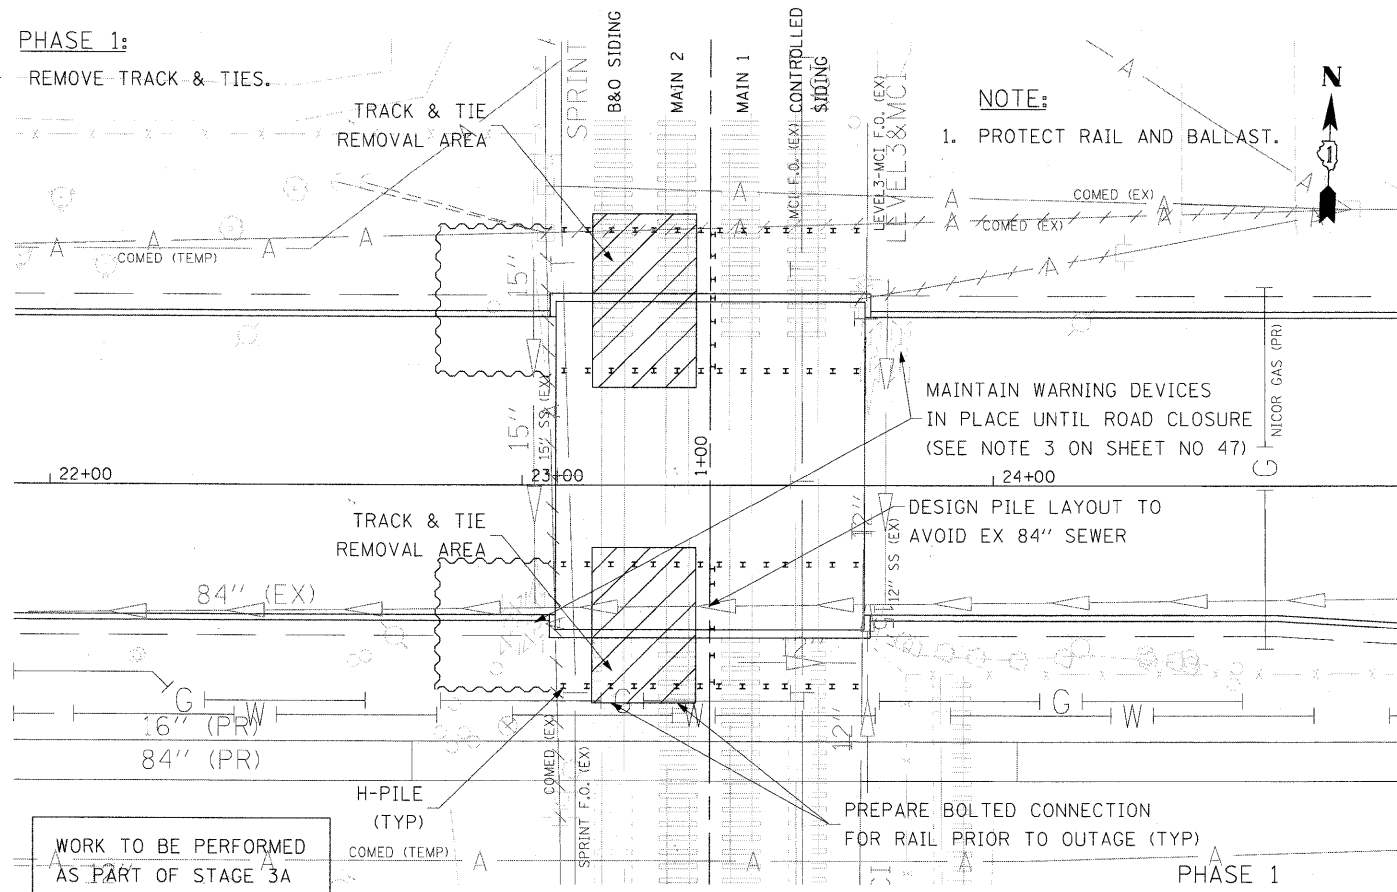 PHASE 1:
REMOVE TRACK & TIES.
TRACK & TIE
REMOVAL AREA
SPRINT
B&O SIDING
MAIN 2
MAIN 1
MCI F.O. (EX)
CONTROLLED
SIDING
LEVEL3-MCI F.O. (EX)
LEVEL3&MCI
NOTE:
1. PROTECT RAIL AND BALLAST.
N
1
A
A
COMED (EX)
A
A
A
A
A
COMED (EX)
A
A
A
A
A
A
A
COMED (TEMP)
A
15"
15"
15" SS (EX)
MAINTAIN WARNING DEVICES
IN PLACE UNTIL ROAD CLOSURE
(SEE NOTE 3 ON SHEET NO 47)
NICOR GAS (PR)
G
22+00
23+00
1+00
24+00
TRACK & TIE
REMOVAL AREA
DESIGN PILE LAYOUT TO
AVOID EX 84" SEWER
12"
12" SS (EX)
84" (EX)
12"
G
W
G
W
G
W
16" (PR)
84" (PR)
12"
COMED (EX)
SPRINT F.O. (EX)
H-PILE
(TYP)
PREPARE BOLTED CONNECTION
FOR RAIL PRIOR TO OUTAGE (TYP)
WORK TO BE PERFORMED
AS PART OF STAGE 3A
12"
A
A
COMED (TEMP)
A
A
A
A
PHASE 1